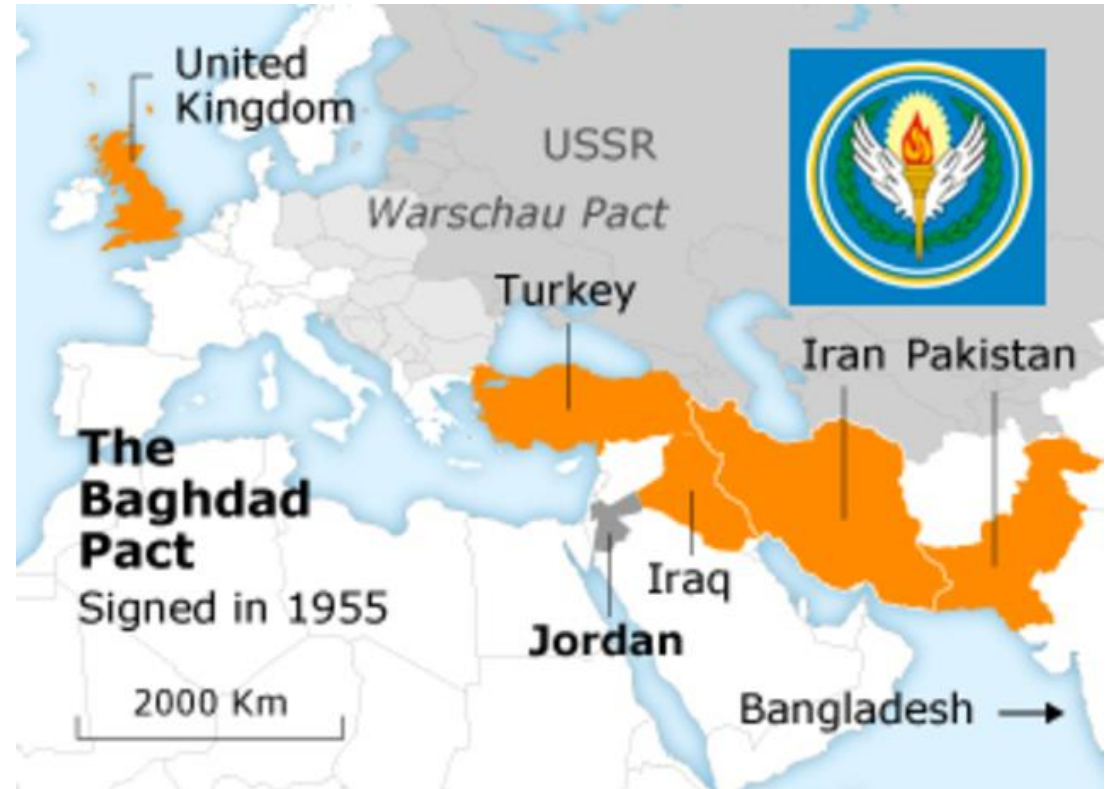 United
Kingdom
USSR
Warschau Pact
Turkey
Iran Pakistan
The
Baghdad
Pact
Signed in 1955
Iraq
Jordan
2000 Km
Bangladesh